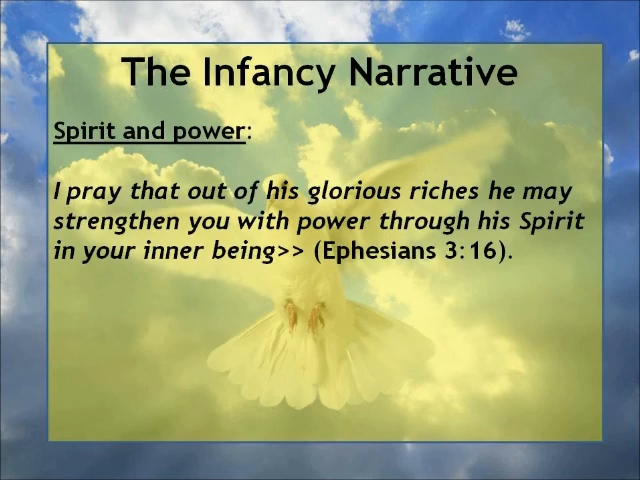 The Infancy Narrative
Spirit and power:
I pray that out of his glorious riches he may
strengthen you with power through his Spirit
in your inner being>> (Ephesians 3:16).